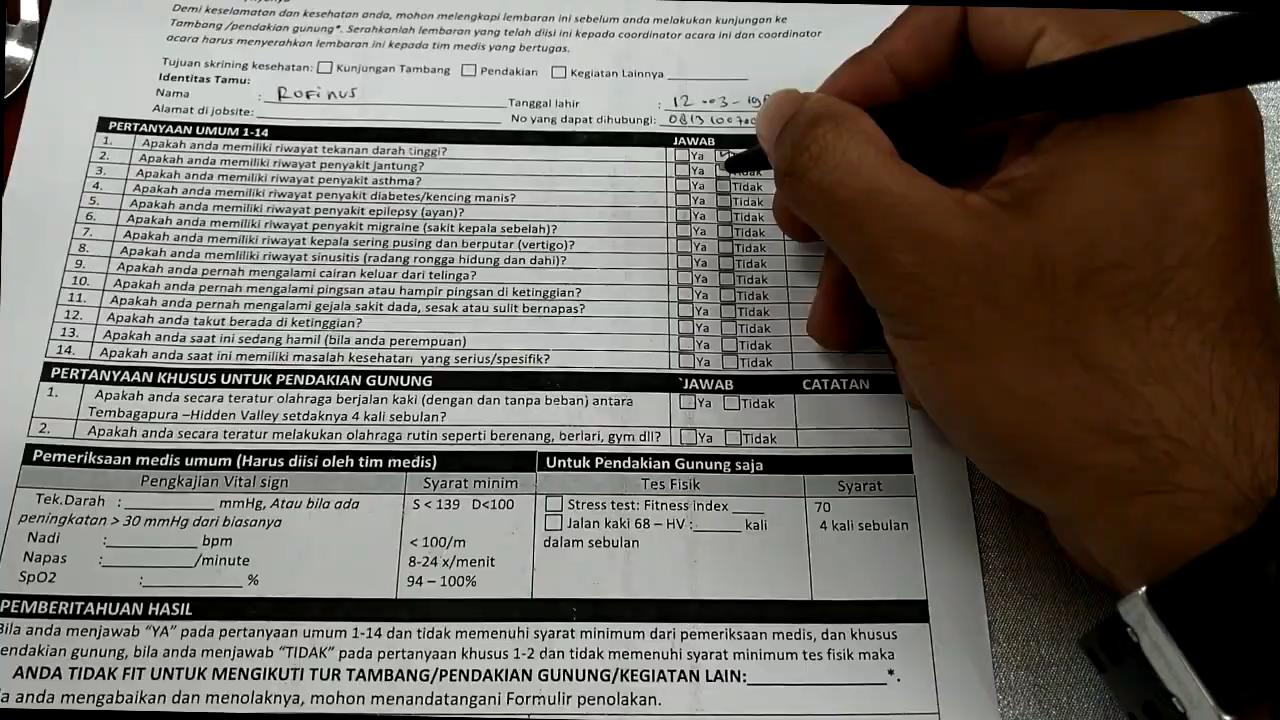 Demi keselamatan dan kesehatan anda, mohon melengkapi lembaran ini sebelum anda melakukan kunjungan ke
Tambang /pendakian gunung*. Serahkanlah lembaran yang telah diisi ini kepada coordinator acara ini dan coordinator
acara harus menyerahkan lembaran ini kepada tim medis yang bertugas.
Tujuan skrining kesehatan: Kunjungan Tambang Pendakian Kegiatan Lainnya
Identitas Tamu:
Nama : Rofinus Tanggal lahir : 12 -03-19
Alamat di jobsite: No yang dapat dihubungi: 0813 100700
PERTANYAAN UMUM 1-14 JAWAB
1. Apakah anda memiliki riwayat tekanan darah tinggi? Ya
2. Apakah anda memiliki riwayat penyakit jantung? Ya Tidak
3. Apakah anda memiliki riwayat penyakit asthma? Ya Tidak
4. Apakah anda memiliki riwayat penyakit diabetes/kencing manis? Ya Tidak
5. Apakah anda memiliki riwayat penyakit epilepsy (ayan)? Ya Tidak
6. Apakah anda memiliki riwayat penyakit migraine (sakit kepala sebelah)? Ya Tidak
7. Apakah anda memiliki riwayat kepala sering pusing dan berputar (vertigo)? Ya Tidak
8. Apakah anda memliliki riwayat sinusitis (radang rongga hidung dan dahi)? Ya Tidak
9. Apakah anda pernah mengalami cairan keluar dari telinga? Ya Tidak
10. Apakah anda pernah mengalami pingsan atau hampir pingsan di ketinggian? Ya Tidak
11. Apakah anda pernah mengalami gejala sakit dada, sesak atau sulit bernapas? Ya Tidak
12. Apakah anda takut berada di ketinggian? Ya Tidak
13. Apakah anda saat ini sedang hamil (bila anda perempuan) Ya Tidak
14. Apakah anda saat ini memiliki masalah kesehatan yang serius/spesifik? Ya Tidak
PERTANYAAN KHUSUS UNTUK PENDAKIAN GUNUNG JAWAB CATATAN
1. Apakah anda secara teratur olahraga berjalan kaki (dengan dan tanpa beban) antara Ya Tidak
Tembagapura –Hidden Valley setdaknya 4 kali sebulan?
2. Apakah anda secara teratur melakukan olahraga rutin seperti berenang, berlari, gym dll? Ya Tidak
Pemeriksaan medis umum (Harus diisi oleh tim medis) Untuk Pendakian Gunung saja
Pengkajian Vital sign Syarat minim Tes Fisik Syarat
Tek.Darah : mmHg, Atau bila ada S < 139 D<100 Stress test: Fitness Index 70
peningkatan > 30 mmHg dari biasanya Jalan kaki 68 – HV : kali 4 kali sebulan
Nadi : bpm < 100/m dalam sebulan
Napas : /minute 8-24 x/menit
SpO2 : % 94 – 100%
PEMBERITAHUAN HASIL
Bila anda menjawab “YA” pada pertanyaan umum 1-14 dan tidak memenuhi syarat minimum dari pemeriksaan medis, dan khusus
endakian gunung, bila anda menjawab “TIDAK” pada pertanyaan khusus 1-2 dan tidak memenuhi syarat minimum tes fisik maka
ANDA TIDAK FIT UNTUK MENGIKUTI TUR TAMBANG/PENDAKIAN GUNUNG/KEGIATAN LAIN: *.
a anda mengabaikan dan menolaknya, mohon menandatangani Formulir penolakan.